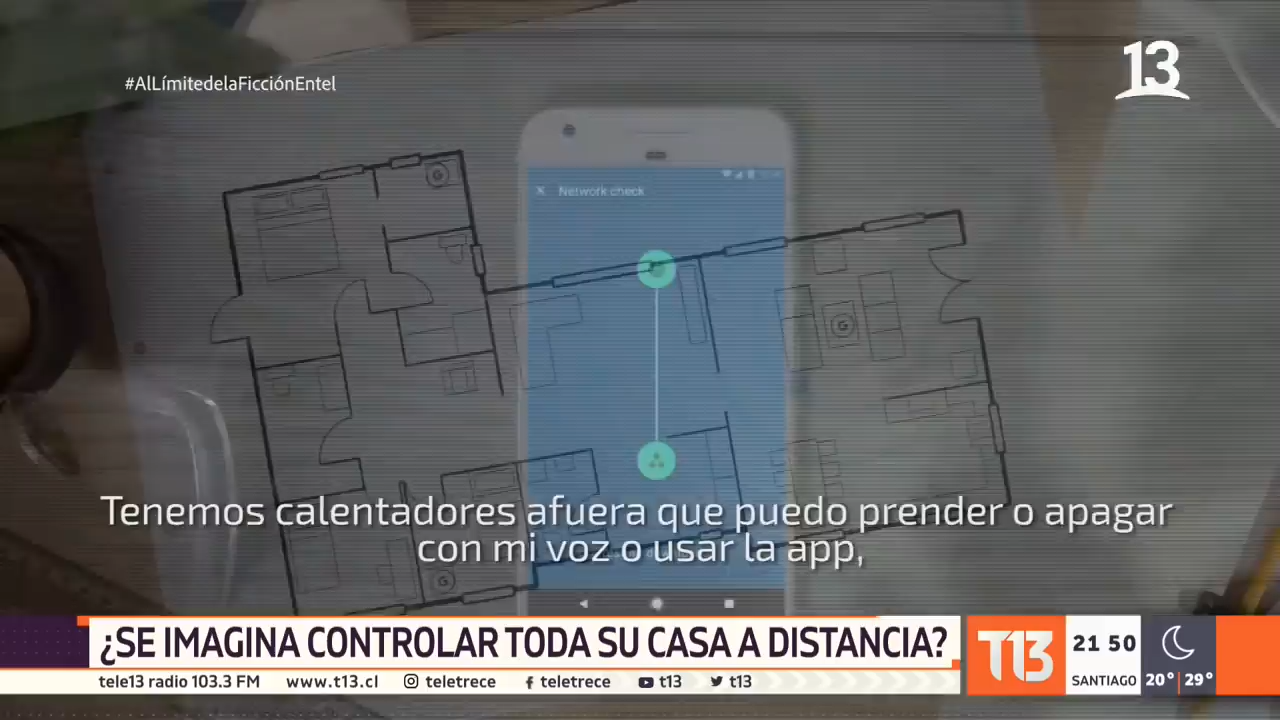 #AlLímitedelaFicciónEntel
13
Network check
Tenemos calentadores afuera que puedo prender o apagar
con mi voz o usar la app,
¿SE IMAGINA CONTROLAR TODA SU CASA A DISTANCIA?
T13
21 50
SANTIAGO
20° 29°
tele13 radio 103.3 FM www.t13.cl teletrece teletrece t13 t13